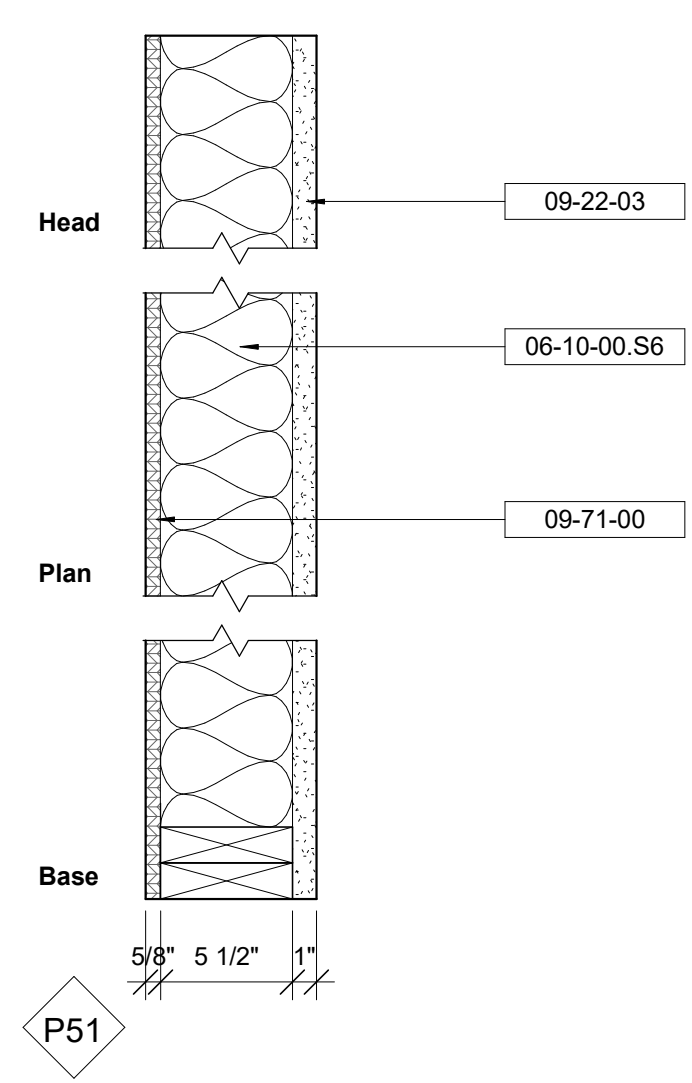 Head
09-22-03
06-10-00.S6
09-71-00
Plan
Base
5/8" 5 1/2" 1"
P51